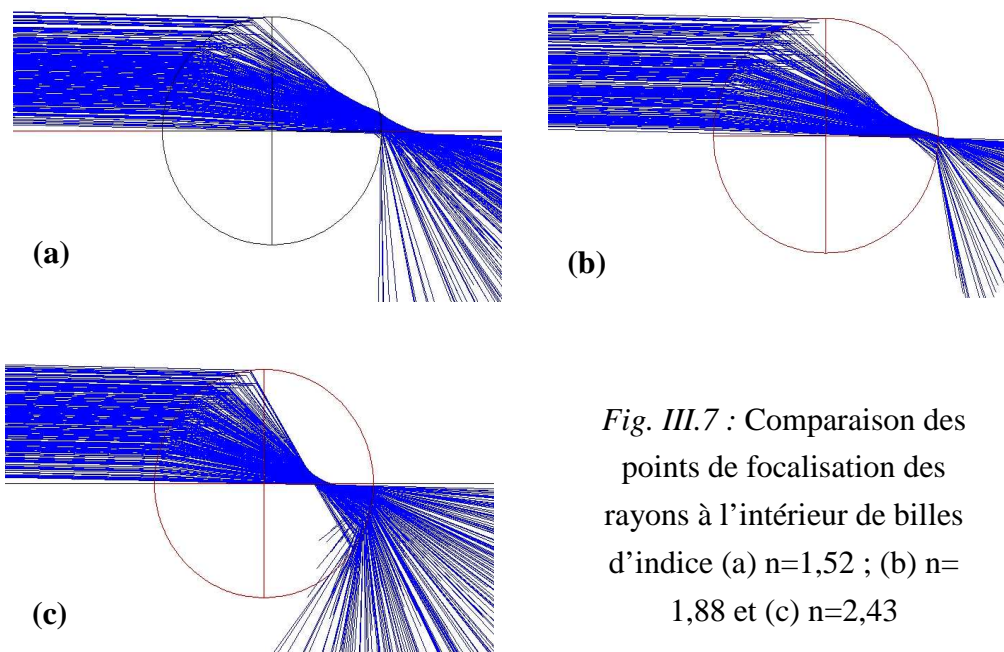 (a)
(b)
(c)
Fig. III.7 : Comparaison des
points de focalisation des
rayons à l’intérieur de billes
d’indice (a) n=1,52 ; (b) n=
1,88 et (c) n=2,43